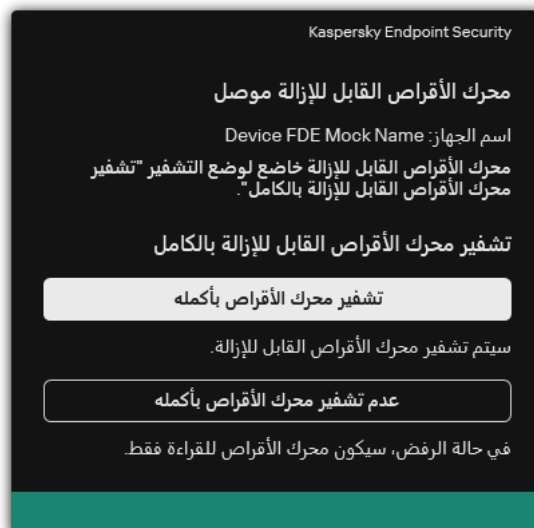 Kaspersky Endpoint Security
محرك الأقراص القابل للإزالة موصل
اسم الجهاز: Device FDE Mock Name
محرك الأقراص القابل للإزالة خاضع لوضع التشفير "تشفير
محرك الأقراص القابل للإزالة بالكامل".
تشفير محرك الأقراص القابل للإزالة بالكامل
تشفير محرك الأقراص بأكمله
سيتم تشفير محرك الأقراص القابل للإزالة.
عدم تشفير محرك الأقراص بأكمله
في حالة الرفض، سيكون محرك الأقراص للقراءة فقط.